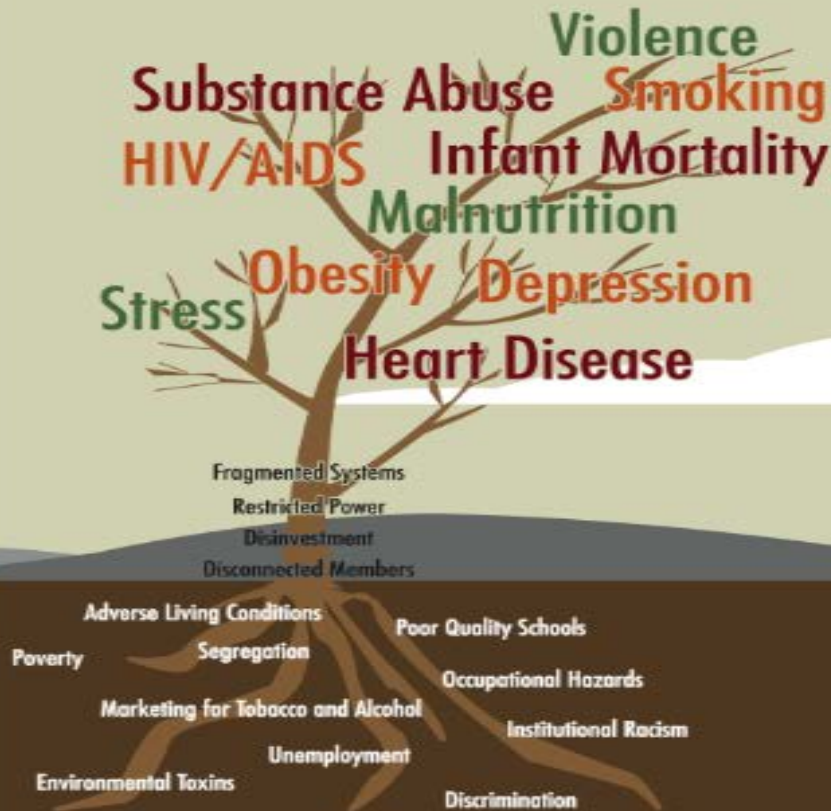 Violence
Substance Abuse
Smoking
HIV/AIDS
Infant Mortality
Malnutrition
Obesity
Depression
Stress
Heart Disease
Fragmented Systems
Restricted Power
Disinvestment
Disconnected Members
Adverse Living Conditions
Poor Quality Schools
Poverty
Segregation
Occupational Hazards
Marketing for Tobacco and Alcohol
Institutional Racism
Unemployment
Environmental Toxins
Discrimination